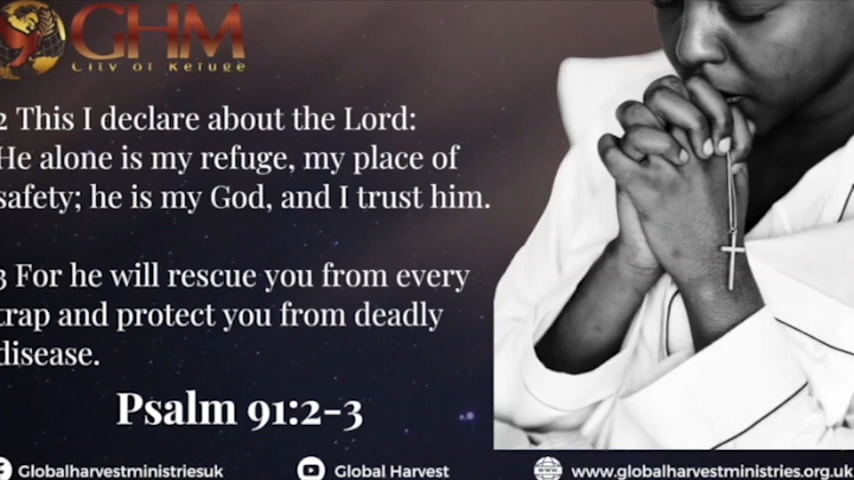 GHM
City of Refuge
2 This I declare about the Lord:
He alone is my refuge, my place of
safety; he is my God, and I trust him.
3 For he will rescue you from every
trap and protect you from deadly
disease.
Psalm 91:2-3
Globalharvestministriesuk
Global Harvest
www.globalharvestministries.org.uk